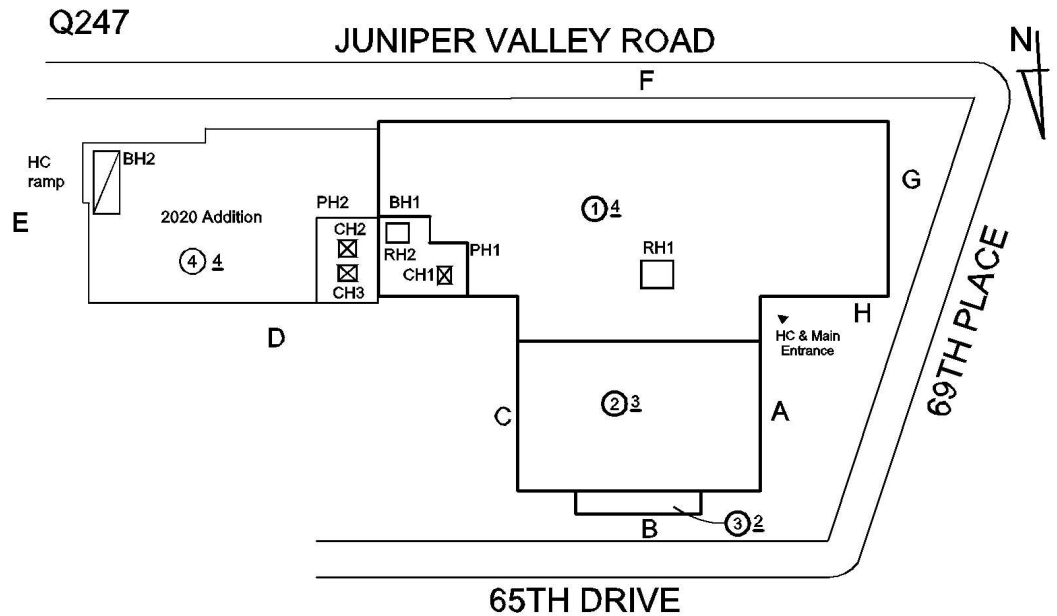 Q247
JUNIPER VALLEY ROAD
N
F
HC
ramp
BH2
G
E
2020 Addition
PH2
BH1
1 4
CH2
RH2
PH1
RH1
4 4
CH1
CH3
H
D
HC & Main
Entrance
69TH PLACE
2 3
C
A
3 2
B
65TH DRIVE